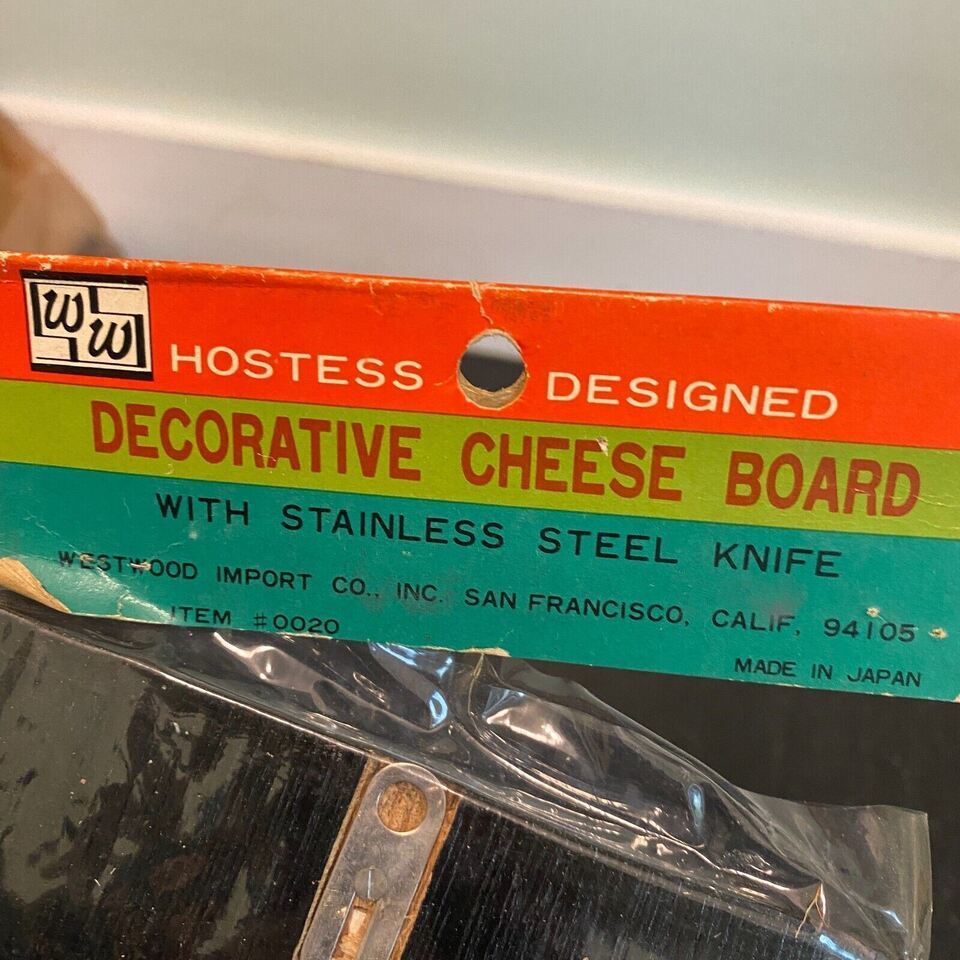 WW
HOSTESS DESIGNED
DECORATIVE CHEESE BOARD
WITH STAINLESS STEEL KNIFE
WESTWOOD IMPORT CO., INC. SAN FRANCISCO, CALIF, 94105
ITEM #0020
MADE IN JAPAN